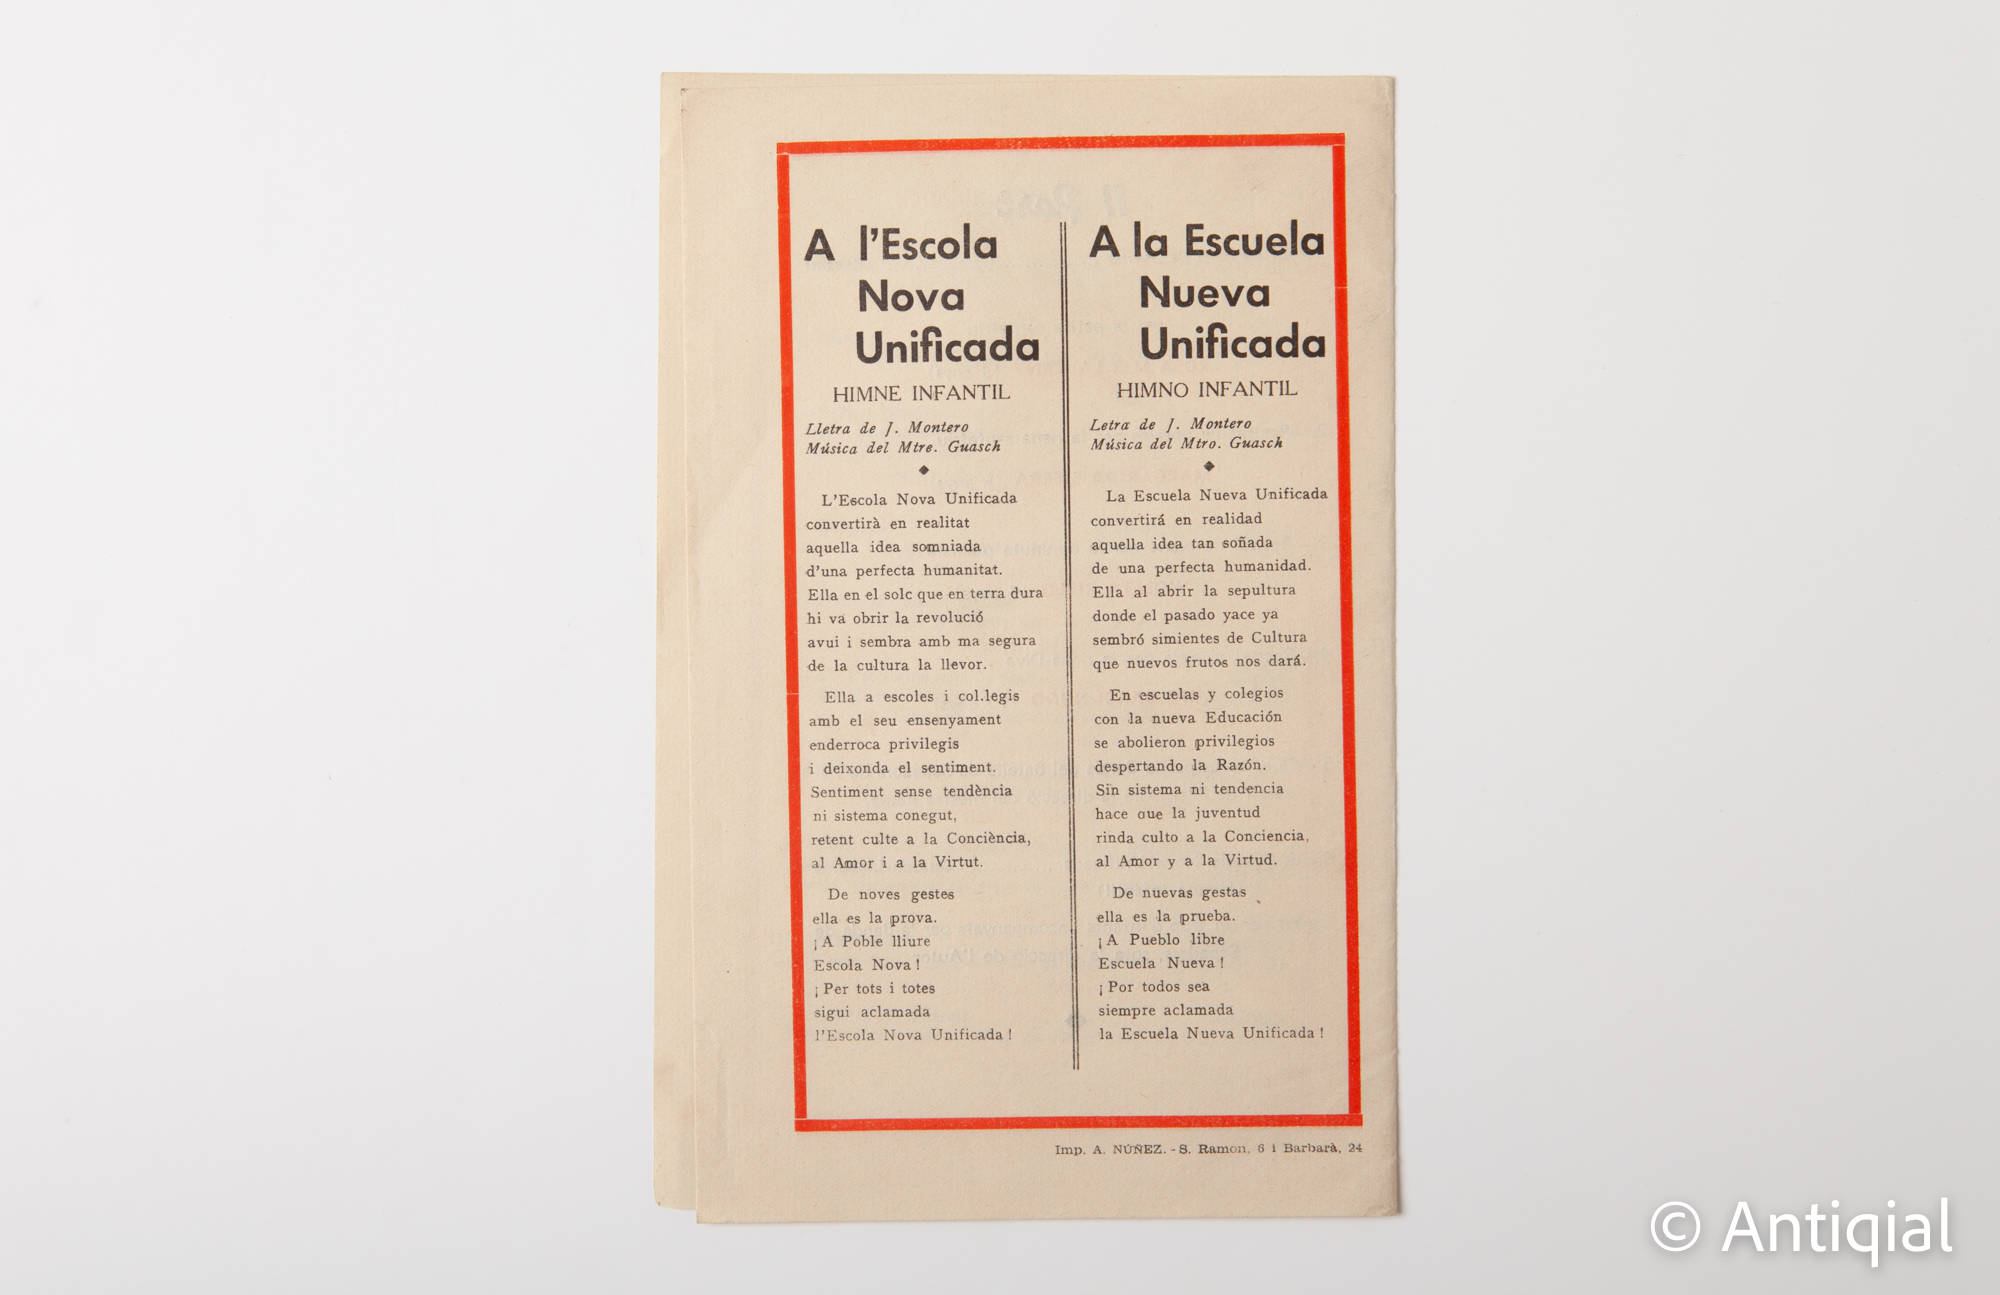 A l'Escola
Nova
Unificada
HIMNE INFANTIL
Lletra de J. Montero
Música del Mtre. Guasch
L'Escola Nova Unificada
convertirà en realitat
aquella idea somniada
d'una perfecta humanitat.
Ella en el solc que en terra dura
hi va obrir la revolució
avui i sembra amb ma segura
de la cultura la llevor.
Ella a escoles i col.legis
amb el seu ensenyament
enderroca privilegis
i deixonda el sentiment.
Sentiment sense tendència
ni sistema conegut,
retent culte a la Conciència,
al Amor i a la Virtut.
De noves gestes
ella es la prova.
¡A Poble lliure
Escola Nova!
¡Per tots i totes
sigui aclamada
l'Escola Nova Unificada!
A la Escuela
Nueva
Unificada
HIMNO INFANTIL
Letra de J. Montero
Música del Mtro. Guasch
La Escuela Nueva Unificada
convertirá en realidad
aquella idea tan soñada
de una perfecta humanidad.
Ella al abrir la sepultura
donde el pasado yace ya
sembró simientes de Cultura
que nuevos frutos nos dará.
En escuelas y colegios
con la nueva Educación
se abolieron privilegios
despertando la Razón.
Sin sistema ni tendencia
hace que la juventud
rinda culto a la Conciencia,
al Amor y a la Virtud.
De nuevas gestas
ella es la prueba.
¡A Pueblo libre
Escuela Nueva!
¡Por todos sea
siempre aclamada
la Escuela Nueva Unificada!
Imp. A. NÚÑEZ. - S. Ramon, 6 i Barbarà, 24
© Antiqial